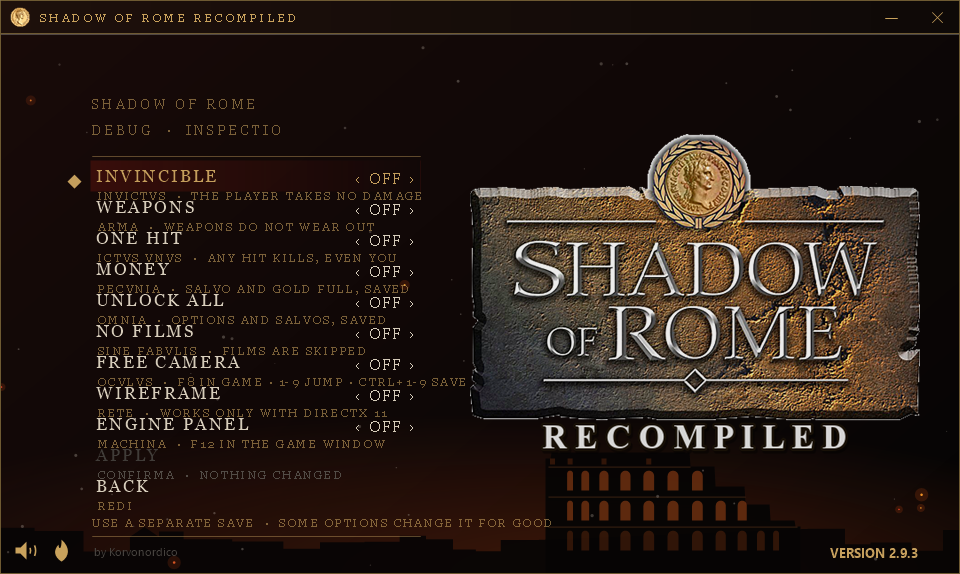 SHADOW OF ROME RECOMPILED
SHADOW OF ROME
DEBUG · INSPECTIO
INVINCIBLE ‹ OFF ›
INVICTVS · THE PLAYER TAKES NO DAMAGE
WEAPONS ‹ OFF ›
ARMA · WEAPONS DO NOT WEAR OUT
ONE HIT ‹ OFF ›
ICTVS VNVS · ANY HIT KILLS, EVEN YOU
MONEY ‹ OFF ›
PECVNIA · SALVO AND GOLD FULL, SAVED
UNLOCK ALL ‹ OFF ›
OMNIA · OPTIONS AND SALVOS, SAVED
NO FILMS ‹ OFF ›
SINE FABVLIS · FILMS ARE SKIPPED
FREE CAMERA ‹ OFF ›
OCVLVS · F8 IN GAME · 1-9 JUMP · CTRL+1-9 SAVE
WIREFRAME ‹ OFF ›
RETE · WORKS ONLY WITH DIRECTX 11
ENGINE PANEL ‹ OFF ›
MACHINA · F12 IN THE GAME WINDOW
APPLY
CONFIRMA · NOTHING CHANGED
BACK
REDI
USE A SEPARATE SAVE · SOME OPTIONS CHANGE IT FOR GOOD
by Korvonordico
SHADOW
OF ROME
RECOMPILED
VERSION 2.9.3